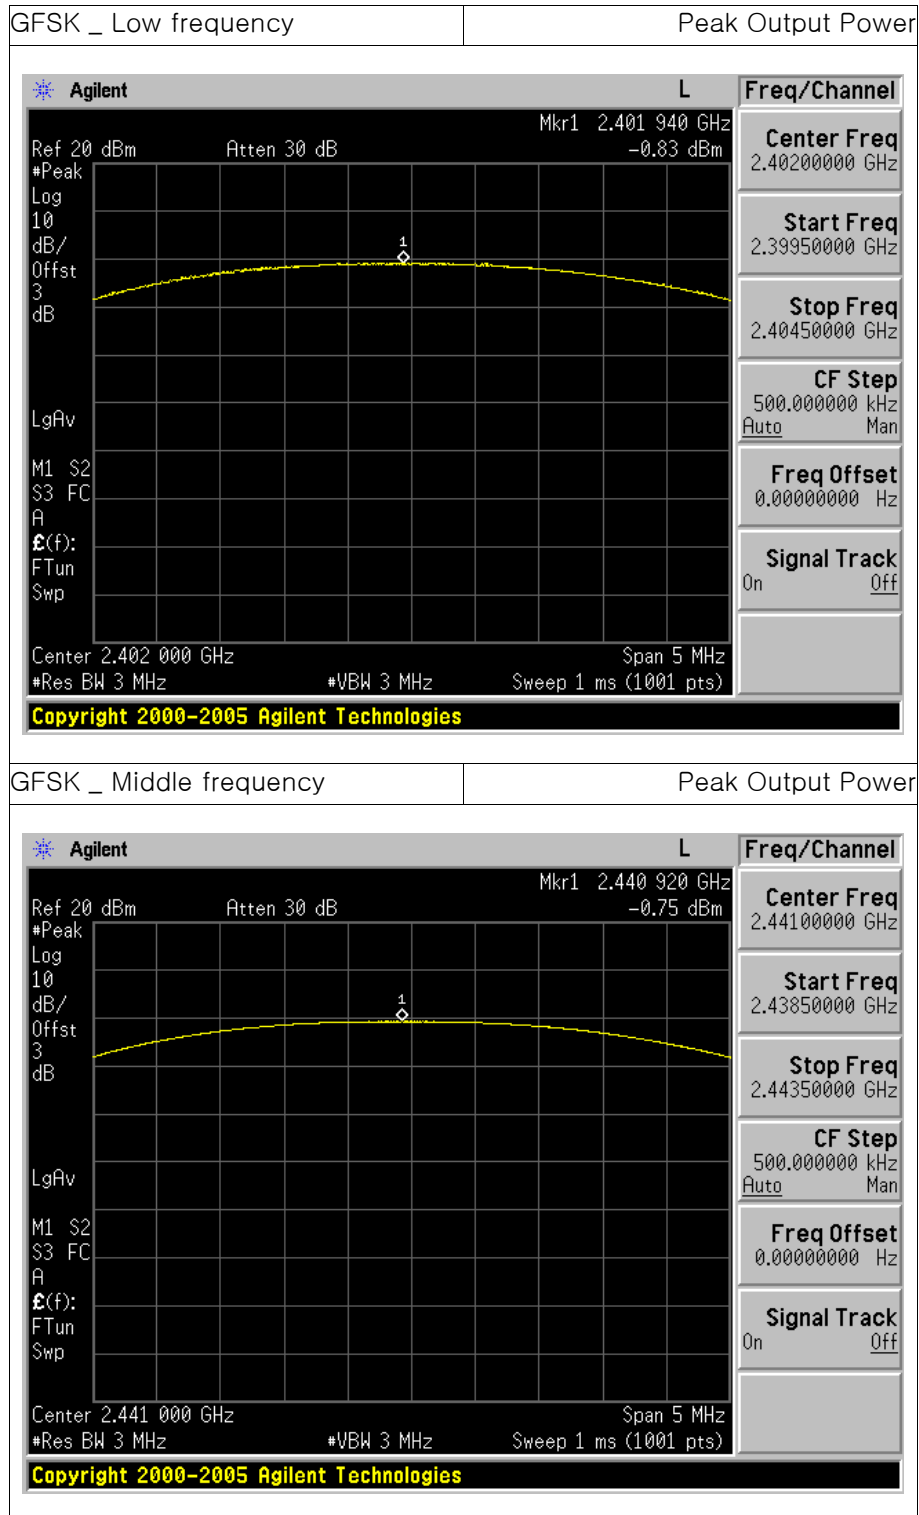 GFSK _ Low frequency Peak Output Power
Agilent L Freq/Channel
Mkr1 2.401 940 GHz
Ref 20 dBm Atten 30 dB -0.83 dBm
#Peak
Log
10
dB/
Offst
3
dB
1
LgAv
M1 S2
S3 FC
A
£(f):
FTun
Swp
Center 2.402 000 GHz Span 5 MHz
#Res BW 3 MHz #VBW 3 MHz Sweep 1 ms (1001 pts)
Center Freq
2.40200000 GHz
Start Freq
2.39950000 GHz
Stop Freq
2.40450000 GHz
CF Step
500.000000 kHz
Auto Man
Freq Offset
0.00000000 Hz
Signal Track
On Off
Copyright 2000-2005 Agilent Technologies
GFSK _ Middle frequency Peak Output Power
Agilent L Freq/Channel
Mkr1 2.440 920 GHz
Ref 20 dBm Atten 30 dB -0.75 dBm
#Peak
Log
10
dB/
Offst
3
dB
1
LgAv
M1 S2
S3 FC
A
£(f):
FTun
Swp
Center 2.441 000 GHz Span 5 MHz
#Res BW 3 MHz #VBW 3 MHz Sweep 1 ms (1001 pts)
Center Freq
2.44100000 GHz
Start Freq
2.43850000 GHz
Stop Freq
2.44350000 GHz
CF Step
500.000000 kHz
Auto Man
Freq Offset
0.00000000 Hz
Signal Track
On Off
Copyright 2000-2005 Agilent Technologies